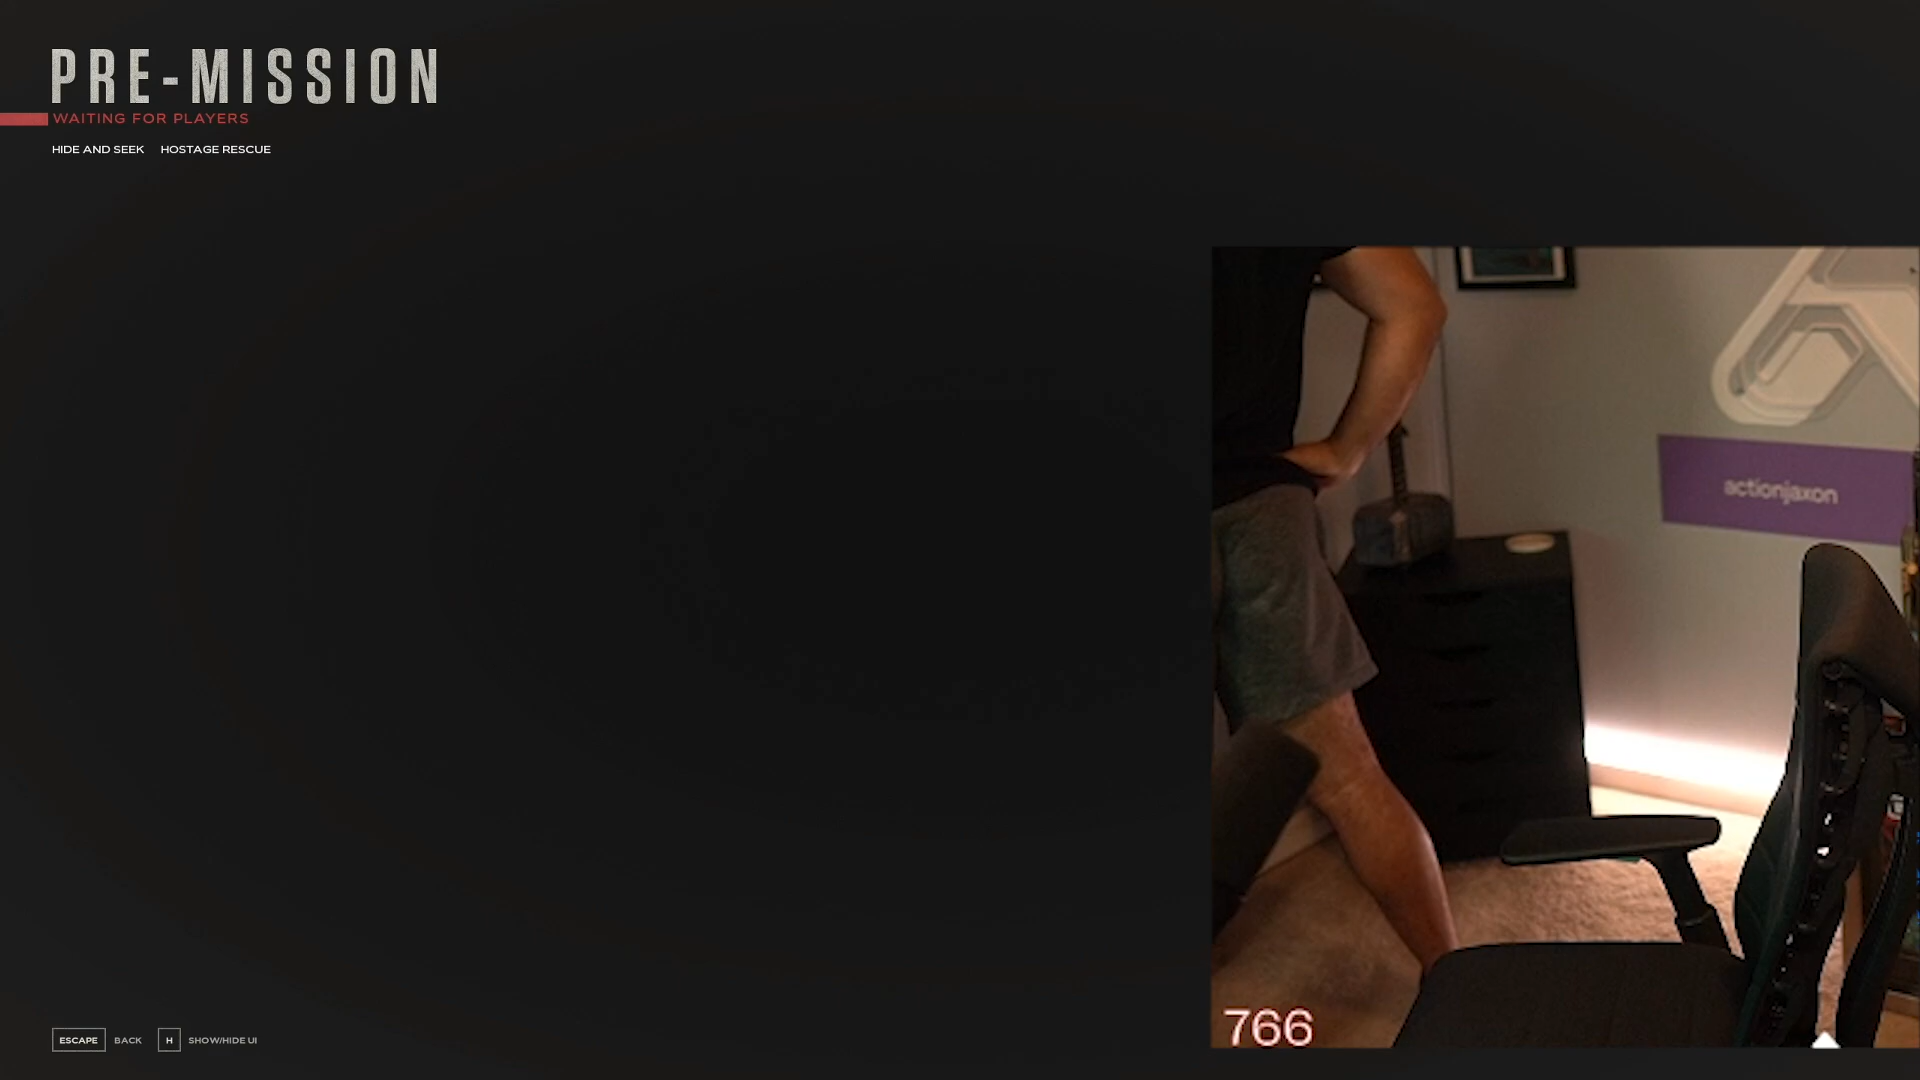 PRE-MISSION
WAITING FOR PLAYERS
HIDE AND SEEK HOSTAGE RESCUE
actionjaxon
766
ESCAPE BACK H SHOW/HIDE UI